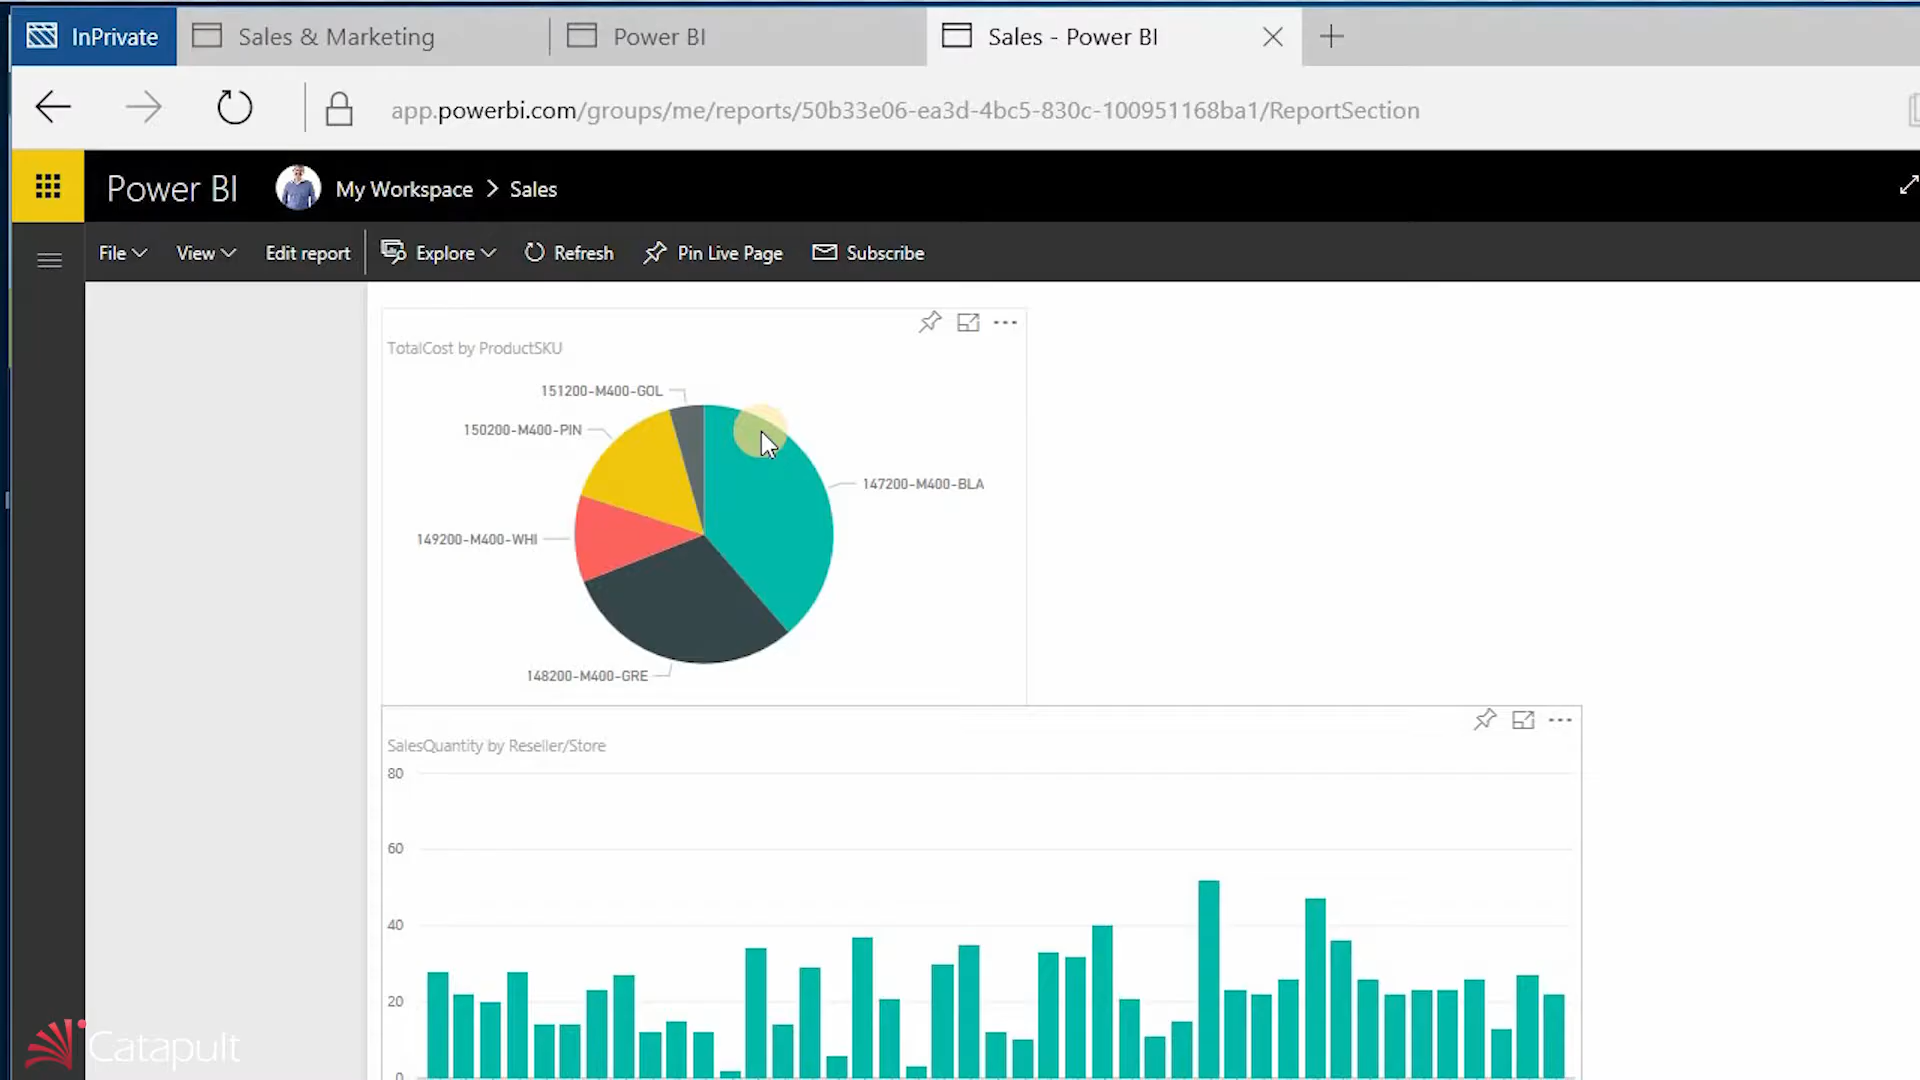 InPrivate
Sales & Marketing
Power BI
Sales - Power BI
app.powerbi.com/groups/me/reports/50b33e06-ea3d-4bc5-830c-100951168ba1/ReportSection
Power BI
My Workspace > Sales
File
View
Edit report
Explore
Refresh
Pin Live Page
Subscribe
TotalCost by ProductSKU
151200-M400-GOL
150200-M400-PIN
147200-M400-BLA
149200-M400-WHI
148200-M400-GRE
SalesQuantity by Reseller/Store
80
60
40
20
0
Catapult